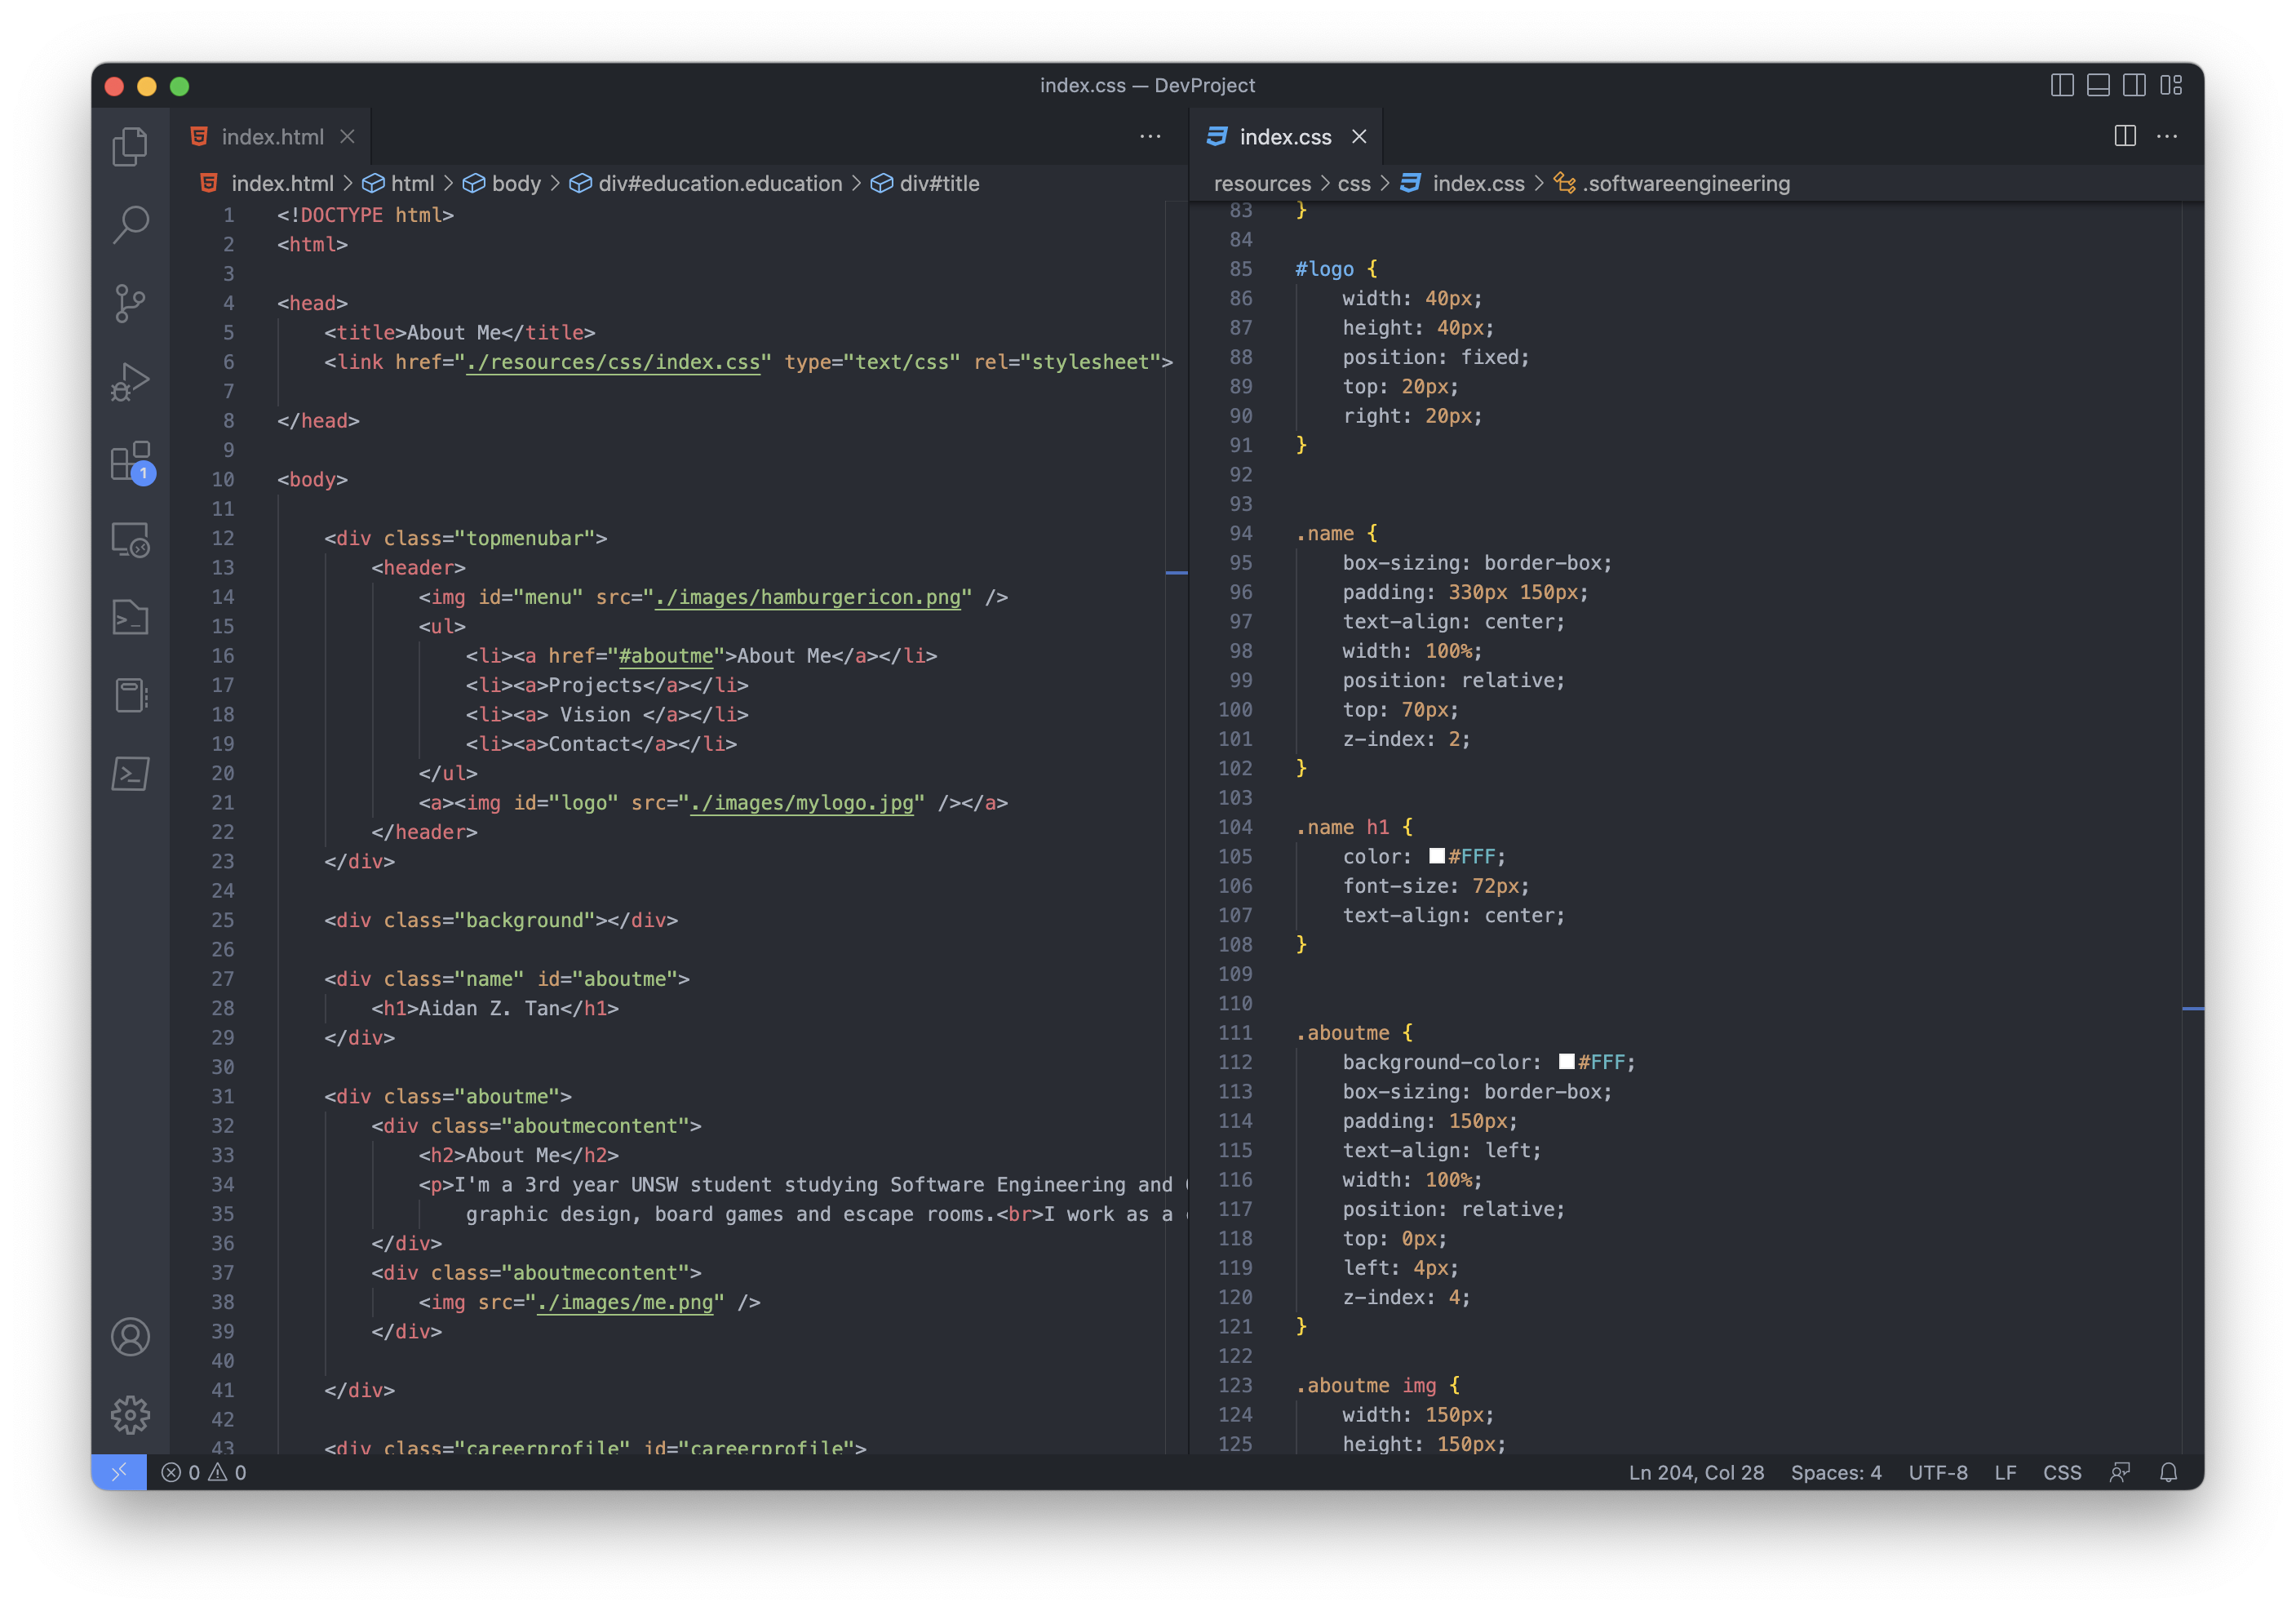 index.css — DevProject
index.html
index.html > html > body > div#education.education > div#title
1 <!DOCTYPE html>
2 <html>
3
4 <head>
5 <title>About Me</title>
6 <link href="./resources/css/index.css" type="text/css" rel="stylesheet">
7
8 </head>
9
10 <body>
11
12 <div class="topmenubar">
13 <header>
14 <img id="menu" src="./images/hamburgericon.png" />
15 <ul>
16 <li><a href="#aboutme">About Me</a></li>
17 <li><a>Projects</a></li>
18 <li><a> Vision </a></li>
19 <li><a>Contact</a></li>
20 </ul>
21 <a><img id="logo" src="./images/mylogo.jpg" /></a>
22 </header>
23 </div>
24
25 <div class="background"></div>
26
27 <div class="name" id="aboutme">
28 <h1>Aidan Z. Tan</h1>
29 </div>
30
31 <div class="aboutme">
32 <div class="aboutmecontent">
33 <h2>About Me</h2>
34 <p>I'm a 3rd year UNSW student studying Software Engineering and
35 graphic design, board games and escape rooms.<br>I work as a
36 </div>
37 <div class="aboutmecontent">
38 <img src="./images/me.png" />
39 </div>
40
41 </div>
42
43 <div class="careerprofile" id="careerprofile">
index.css
resources > css > index.css > .softwareengineering
83 }
84
85 #logo {
86 width: 40px;
87 height: 40px;
88 position: fixed;
89 top: 20px;
90 right: 20px;
91 }
92
93
94 .name {
95 box-sizing: border-box;
96 padding: 330px 150px;
97 text-align: center;
98 width: 100%;
99 position: relative;
100 top: 70px;
101 z-index: 2;
102 }
103
104 .name h1 {
105 color: #FFF;
106 font-size: 72px;
107 text-align: center;
108 }
109
110
111 .aboutme {
112 background-color: #FFF;
113 box-sizing: border-box;
114 padding: 150px;
115 text-align: left;
116 width: 100%;
117 position: relative;
118 top: 0px;
119 left: 4px;
120 z-index: 4;
121 }
122
123 .aboutme img {
124 width: 150px;
125 height: 150px;
1
0 0
Ln 204, Col 28 Spaces: 4 UTF-8 LF CSS